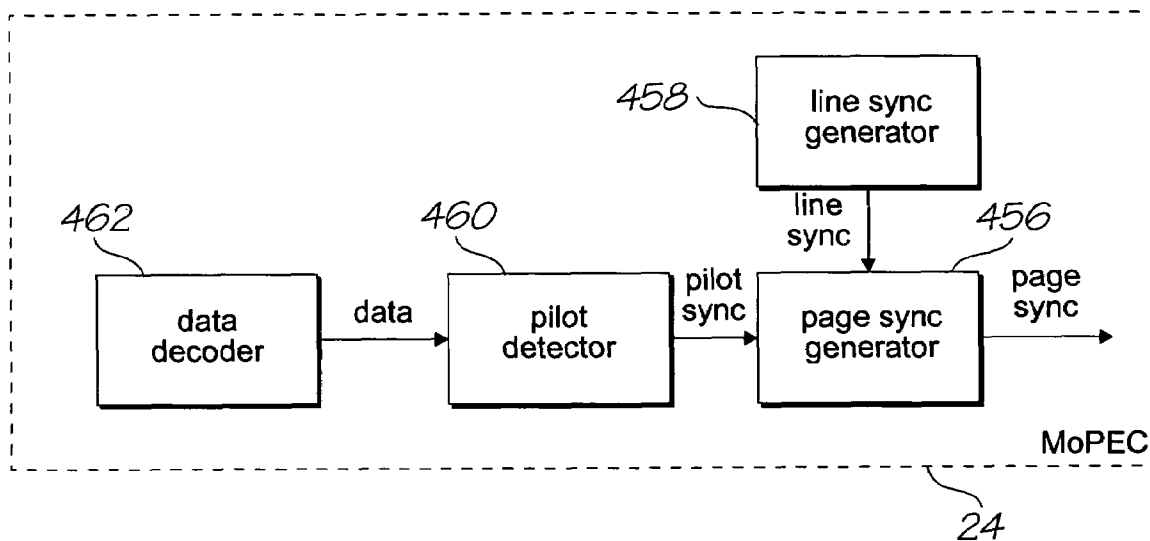 458
line sync
generator
line
sync
462
460
456
data
decoder
data
pilot
detector
pilot
sync
page sync
generator
page
sync
MoPEC
24